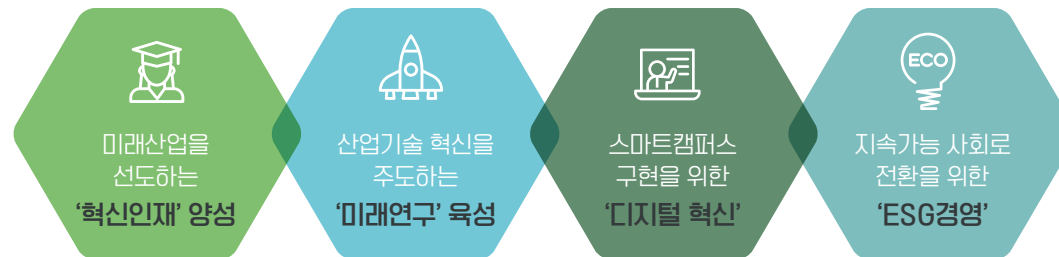 미래산업을
선도하는
‘혁신인재’ 양성
산업기술 혁신을
주도하는
‘미래연구’ 육성
스마트캠퍼스
구현을 위한
‘디지털 혁신’
ECO
지속가능 사회로
전환을 위한
‘ESG경영’